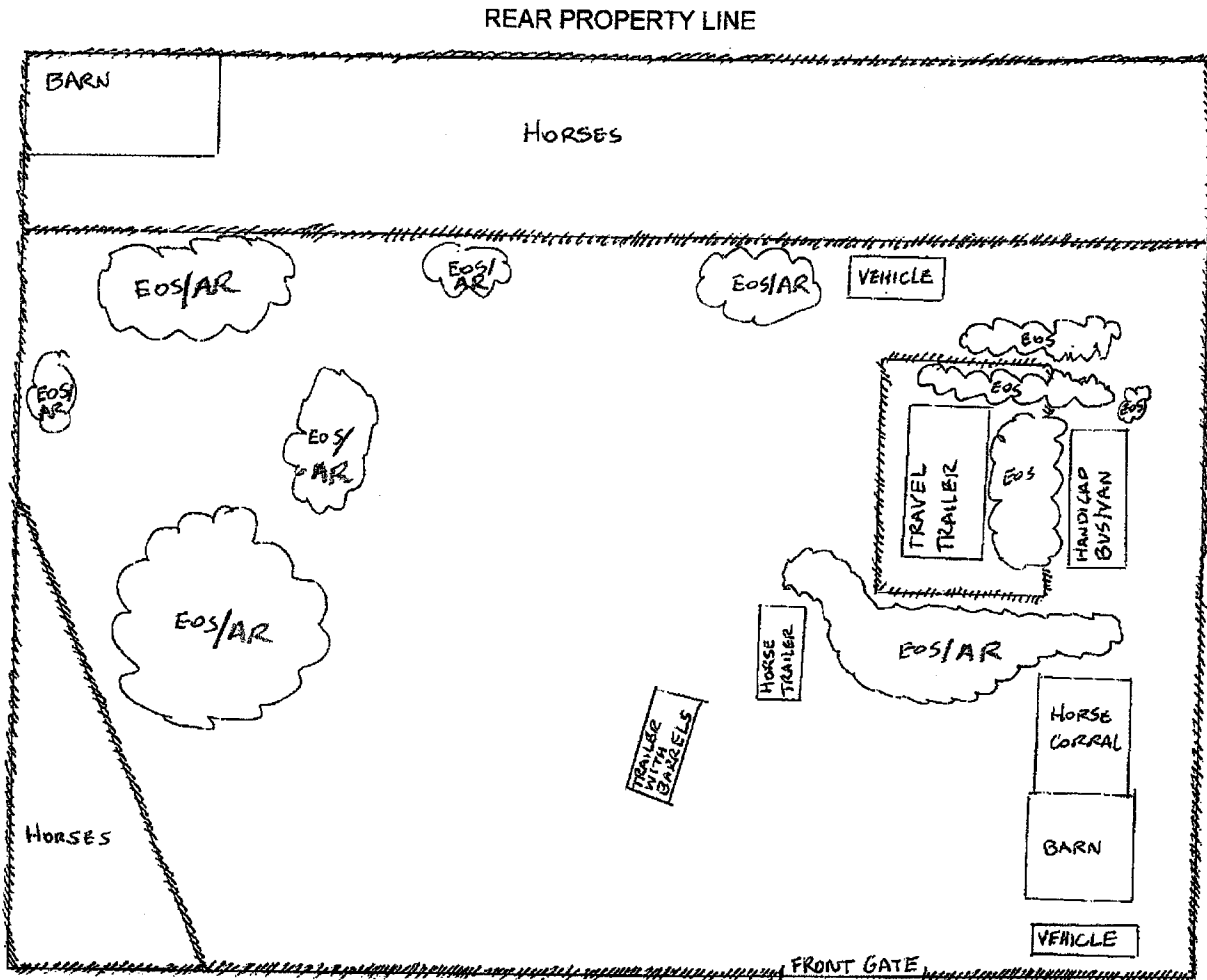 REAR PROPERTY LINE
BARN
HORSES
EOS/AR
EOS/
AR
EOS/AR
VEHICLE
EOS
EOS
EOS
EOS/
AR
EOS/
AR
TRAVEL
TRAILER
EOS
HANDICAP
BUS/VAN
EOS/AR
HORSE
TRAILER
EOS/AR
TRAILER
WITH
BARRELS
HORSE
CORRAL
HORSES
BARN
VEHICLE
FRONT GATE